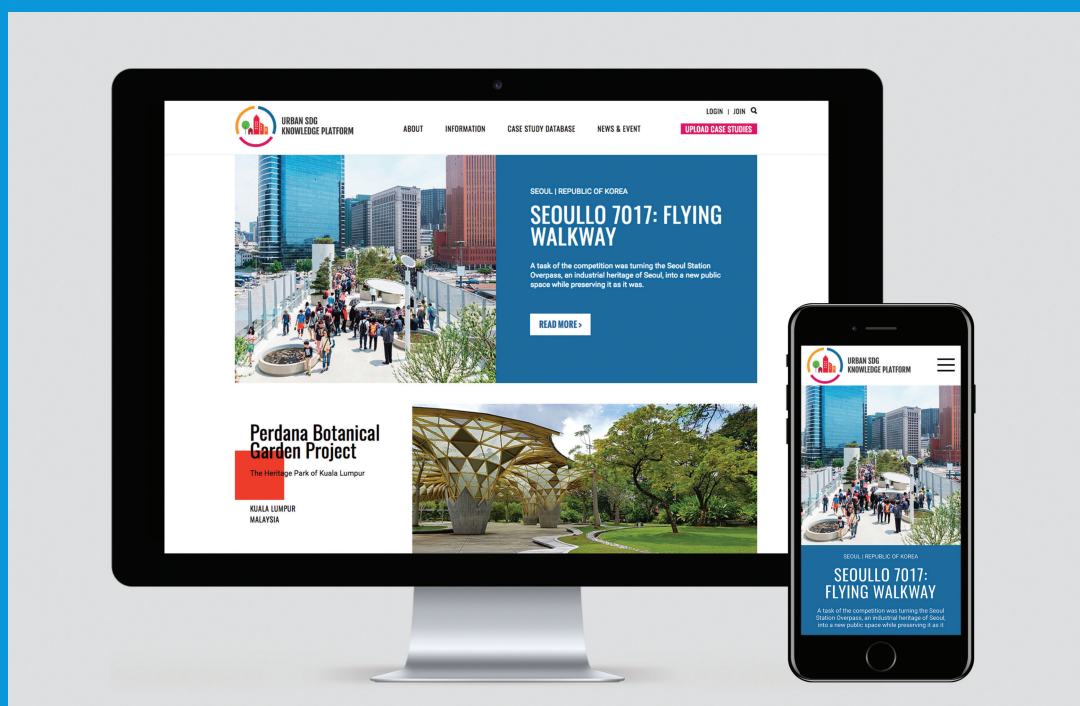 URBAN SDG
KNOWLEDGE PLATFORM
ABOUT
INFORMATION
CASE STUDY DATABASE
NEWS & EVENT
LOGIN | JOIN
UPLOAD CASE STUDIES
SEOUL | REPUBLIC OF KOREA
SEOULLO 7017: FLYING
WALKWAY
A task of the competition was turning the Seoul Station
Overpass, an industrial heritage of Seoul, into a new public
space while preserving it as it was.
READ MORE >
Perdana Botanical
Garden Project
The Heritage Park of Kuala Lumpur
KUALA LUMPUR
MALAYSIA
URBAN SDG
KNOWLEDGE PLATFORM
SEOUL | REPUBLIC OF KOREA
SEOULLO 7017:
FLYING WALKWAY
A task of the competition was turning the Seoul
Station Overpass, an industrial heritage of Seoul,
into a new public space while preserving it as it